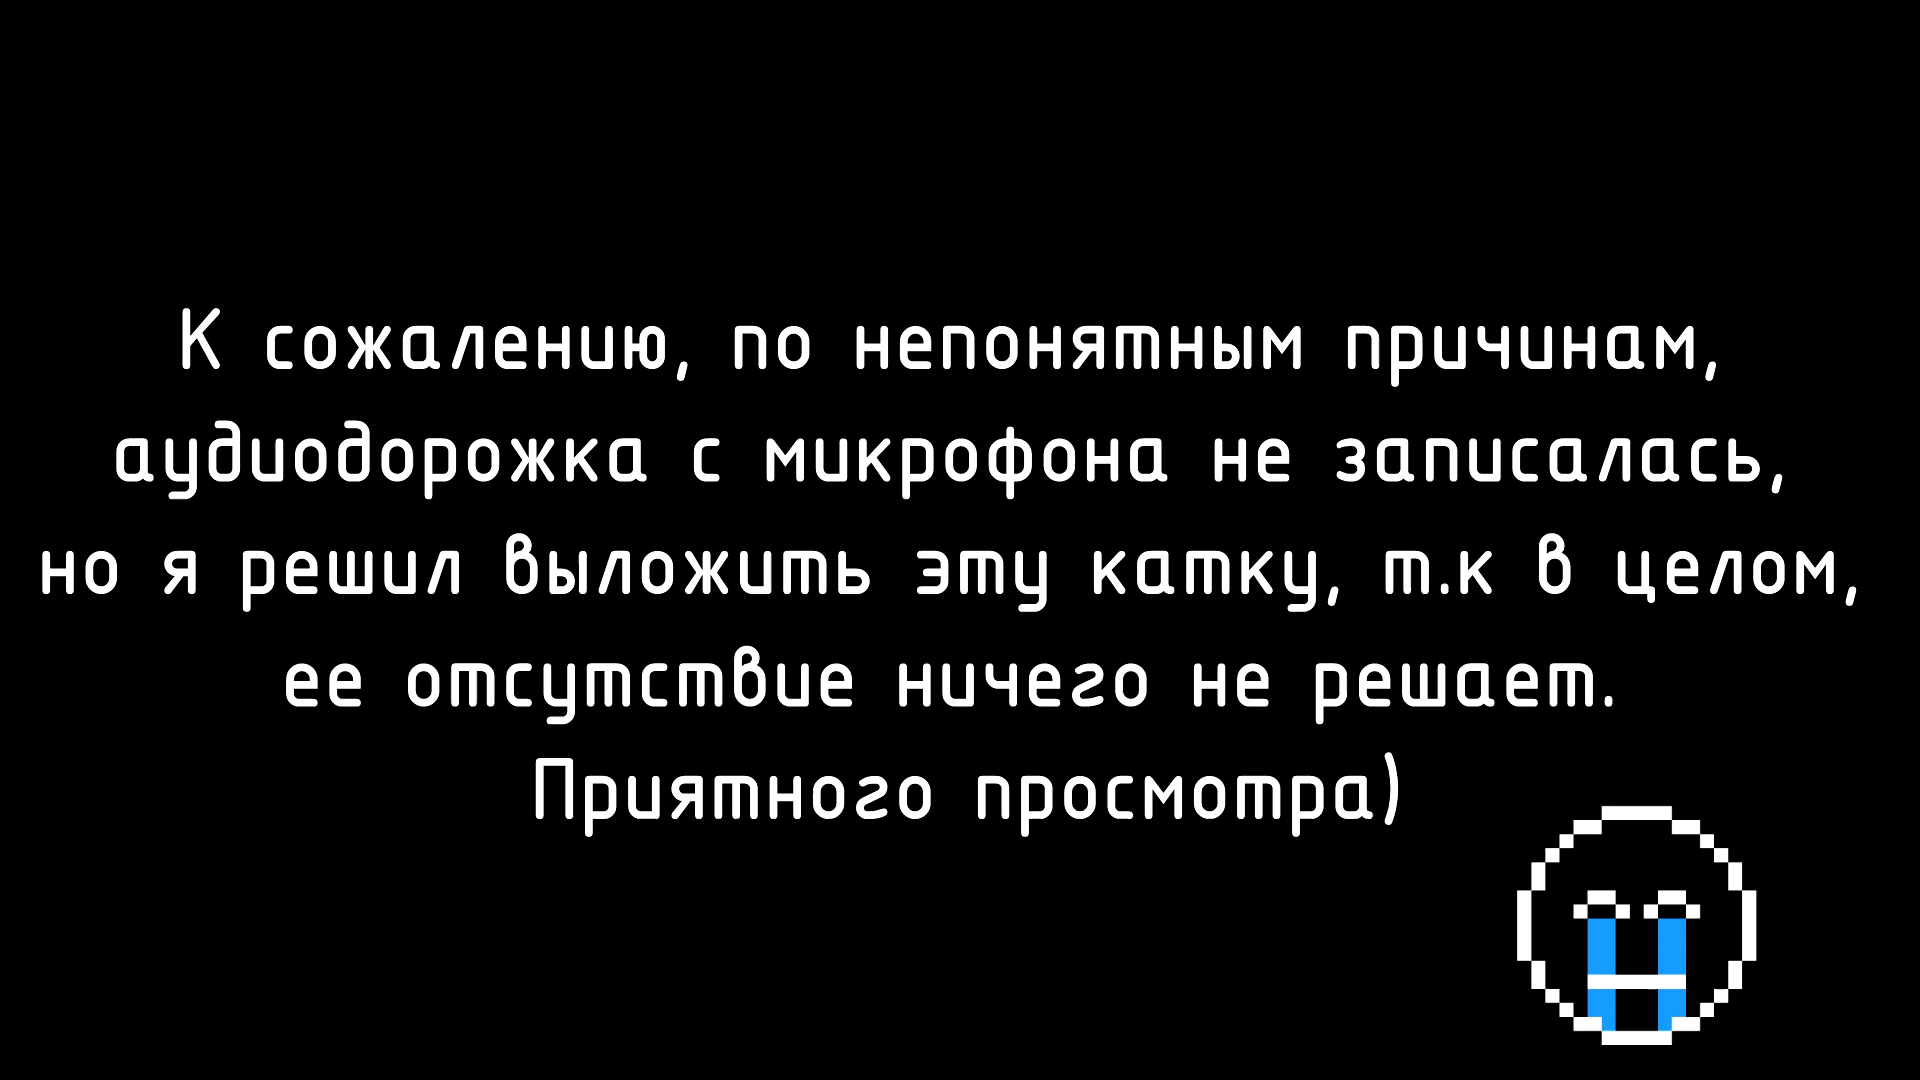 К сожалению, по непонятным причинам,
аудиодорожка с микрофона не записалась,
но я решил выложить эту катку, т.к в целом,
ее отсутствие ничего не решает.
Приятного просмотра)